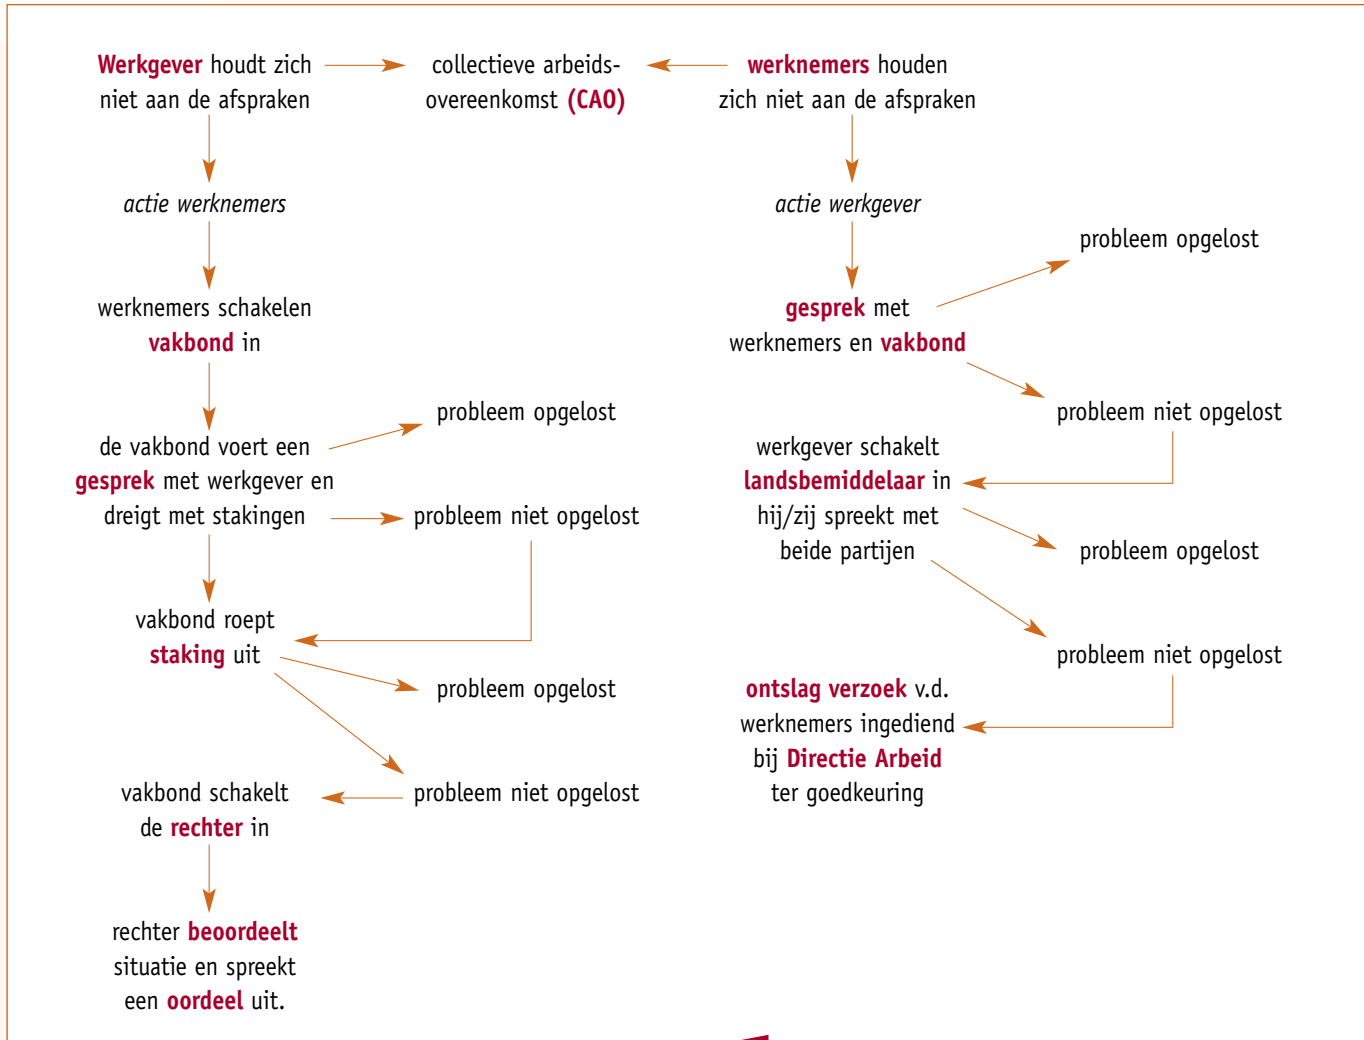 Werkgever houdt zich
niet aan de afspraken
collectieve arbeids-
overeenkomst (CAO)
werknemers houden
zich niet aan de afspraken
actie werknemers
werknemers schakelen
vakbond in
de vakbond voert een
gesprek met werkgever en
dreigt met stakingen
probleem opgelost
probleem niet opgelost
vakbond roept
staking uit
probleem opgelost
probleem niet opgelost
vakbond schakelt
de rechter in
rechter beoordeelt
situatie en spreekt
een oordeel uit.
actie werkgever
gesprek met
werknemers en vakbond
probleem opgelost
probleem niet opgelost
werkgever schakelt
landsbemiddelaar in
hij/zij spreekt met
beide partijen
probleem opgelost
probleem niet opgelost
ontslag verzoek v.d.
werknemers ingediend
bij Directie Arbeid
ter goedkeuring